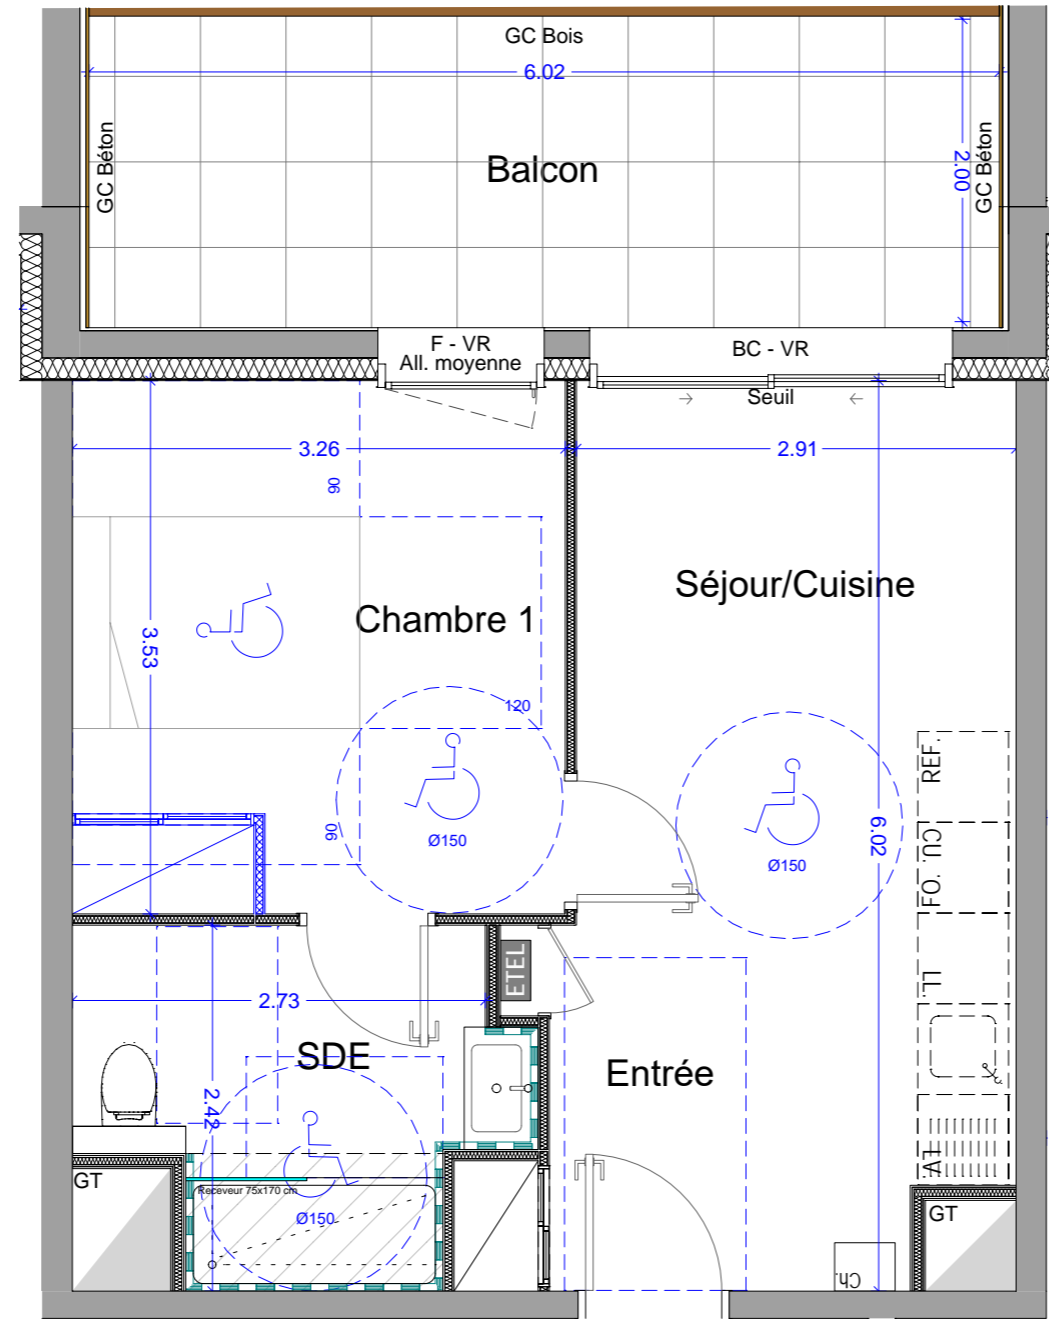 GC Bois
6.02
GC Béton
Balcon
2.00
GC Béton
F - VR
All. moyenne
BC - VR
Seuil
3.26
2.91
90
3.53
Chambre 1
Séjour/Cuisine
120
REF.
90
Ø150
Ø150
6.02
CU.
FO.
ETEL
LL.
2.73
SDE
Entrée
2.42
LV.
GT
Receveur 75x170 cm
Ø150
GT
Ch.